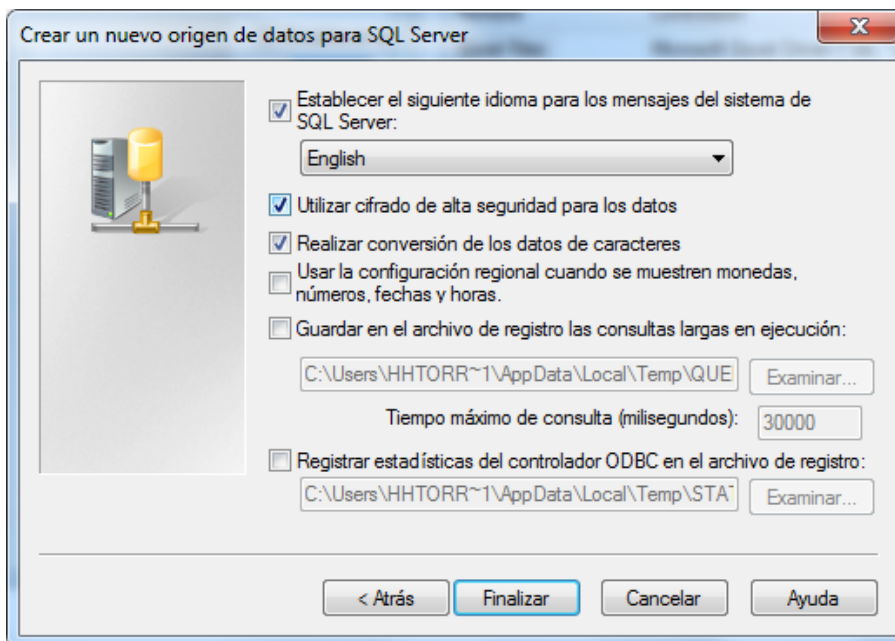 Crear un nuevo origen de datos para SQL Server
Establecer el siguiente idioma para los mensajes del sistema de
SQL Server:
English
Utilizar cifrado de alta seguridad para los datos
Realizar conversión de los datos de caracteres
Usar la configuración regional cuando se muestren monedas,
números, fechas y horas.
Guardar en el archivo de registro las consultas largas en ejecución:
C:\Users\HHTORR~1\AppData\Local\Temp\QUE
Examinar...
Tiempo máximo de consulta (milisegundos):
30000
Registrar estadísticas del controlador ODBC en el archivo de registro:
C:\Users\HHTORR~1\AppData\Local\Temp\STA
Examinar...
< Atrás
Finalizar
Cancelar
Ayuda